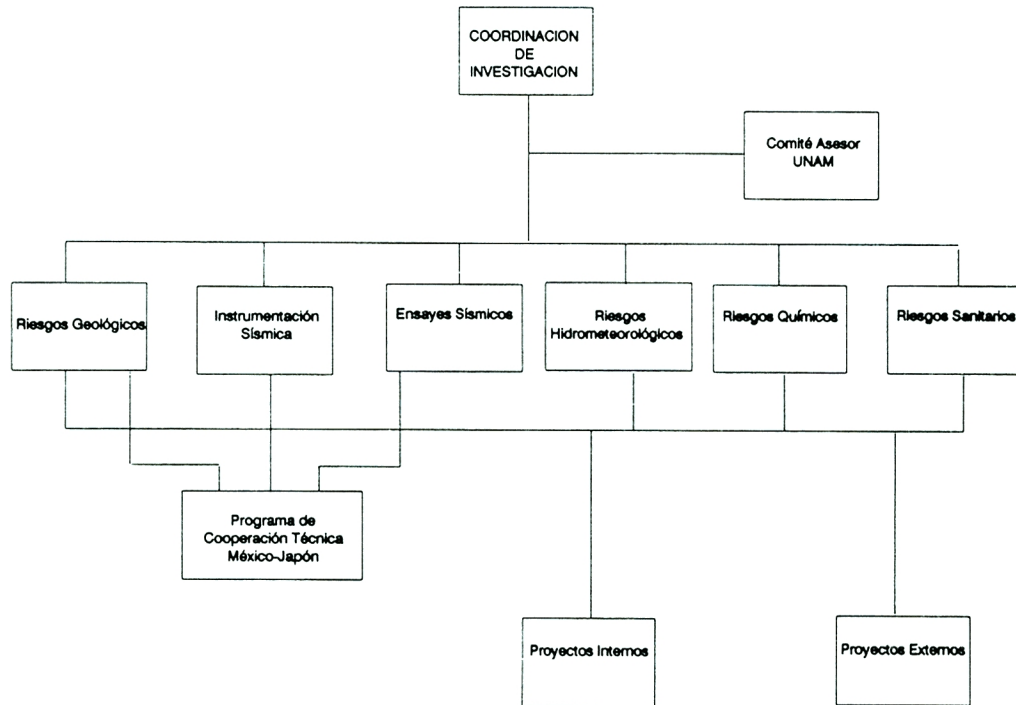 COORDINACION
DE
INVESTIGACION
Comité Asesor
UNAM
Riesgos Geológicos
Instrumentación
Sísmica
Ensayes Sísmicos
Riesgos
Hidrometeorológicos
Riesgos Químicos
Riesgos Sanitarios
Programa de
Cooperación Técnica
México-Japón
Proyectos Internos
Proyectos Externos